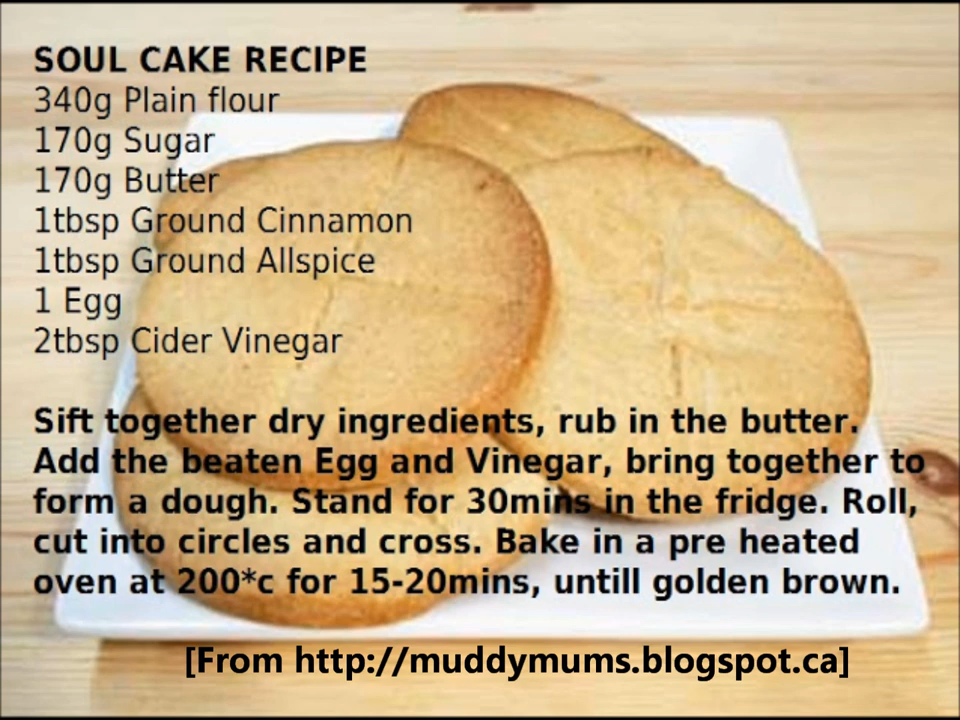 SOUL CAKE RECIPE
340g Plain flour
170g Sugar
170g Butter
1tbsp Ground Cinnamon
1tbsp Ground Allspice
1 Egg
2tbsp Cider Vinegar
Sift together dry ingredients, rub in the butter.
Add the beaten Egg and Vinegar, bring together to
form a dough. Stand for 30mins in the fridge. Roll,
cut into circles and cross. Bake in a pre heated
oven at 200*c for 15-20mins, untill golden brown.
[From http://muddymums.blogspot.ca]